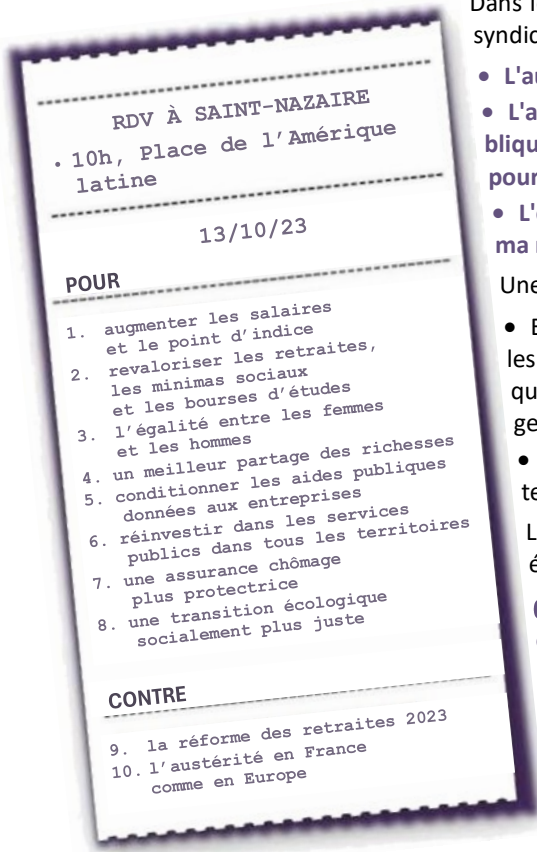 RDV À SAINT-NAZAIRE
• 10h, Place de l'Amérique
latine
13/10/23
POUR
1. augmenter les salaires
et le point d'indice
2. revaloriser les retraites,
les minimas sociaux
et les bourses d'études
3. l'égalité entre les femmes
et les hommes
4. un meilleur partage des richesses
5. conditionner les aides publiques
données aux entreprises
6. réinvestir dans les services
publics dans tous les territoires
7. une assurance chômage
plus protectrice
8. une transition écologique
socialement plus juste
CONTRE
9. la réforme des retraites 2023
10. l'austérité en France
comme en Europe
Dans
syndic
• L'au
• L'a
blique
pour
• L'
ma
Une
•
les
qu
ge
•
te
L
é